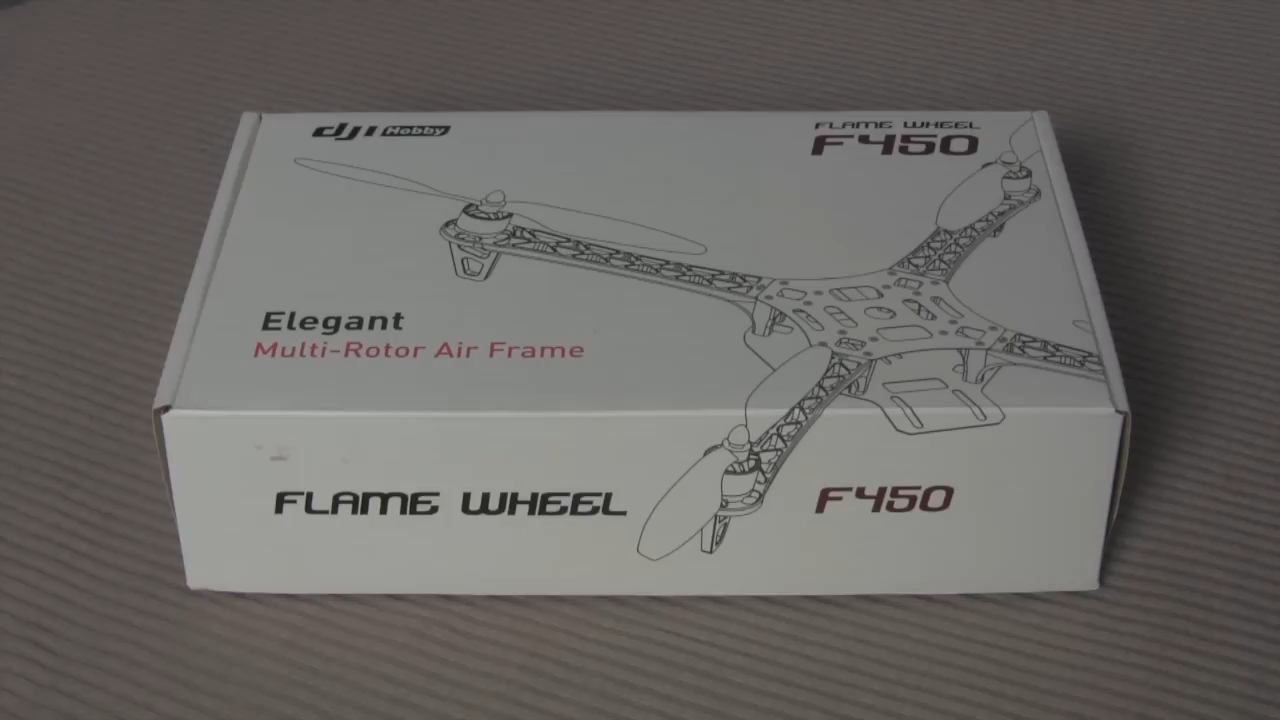 dji Hobby
FLAME WHEEL
F450
Elegant
Multi-Rotor Air Frame
FLAME WHEEL F450